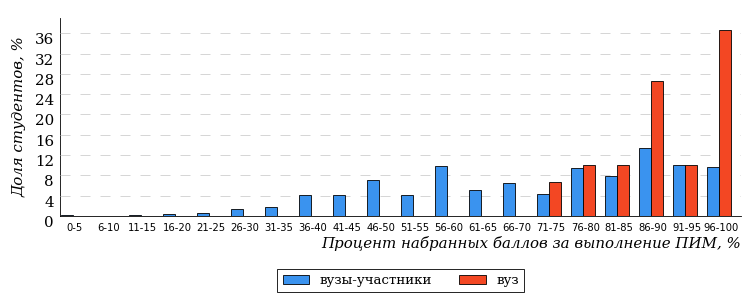 Доля студентов, %
36
32
28
24
20
16
12
8
4
0
0-5 6-10 11-15 16-20 21-25 26-30 31-35 36-40 41-45 46-50 51-55 56-60 61-65 66-70 71-75 76-80 81-85 86-90 91-95 96-100
Процент набранных баллов за выполнение ПИМ, %
вузы-участники вуз